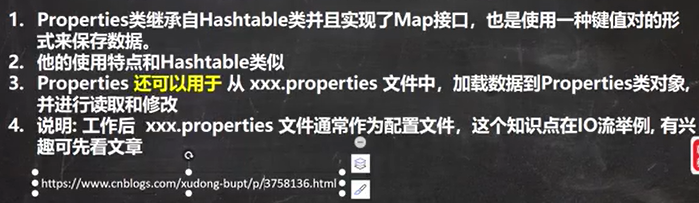 1. Properties类继承自Hashtable类并且实现了Map接口，也是使用一种键值对的形
式来保存数据。
2. 他的使用特点和Hashtable类似
3. Properties 还可以用于 从 xxx.properties 文件中，加载数据到Properties类对象,
并进行读取和修改
4. 说明: 工作后 xxx.properties 文件通常作为配置文件，这个知识点在IO流举例, 有兴
趣可先看文章
https://www.cnblogs.com/xudong-bupt/p/3758136.html